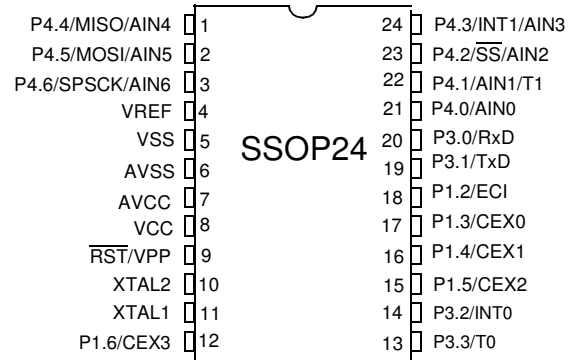 P4.4/MISO/AIN4 1 24 P4.3/INT1/AIN3
P4.5/MOSI/AIN5 2 23 P4.2/S̅S̅/AIN2
P4.6/SPSCK/AIN6 3 22 P4.1/AIN1/T1
VREF 4 21 P4.0/AIN0
VSS 5 20 P3.0/RxD
SSOP24
AVSS 6 19 P3.1/TxD
AVCC 7 18 P1.2/ECI
VCC 8 17 P1.3/CEX0
R̅S̅T̅/VPP 9 16 P1.4/CEX1
XTAL2 10 15 P1.5/CEX2
XTAL1 11 14 P3.2/INT0
P1.6/CEX3 12 13 P3.3/T0